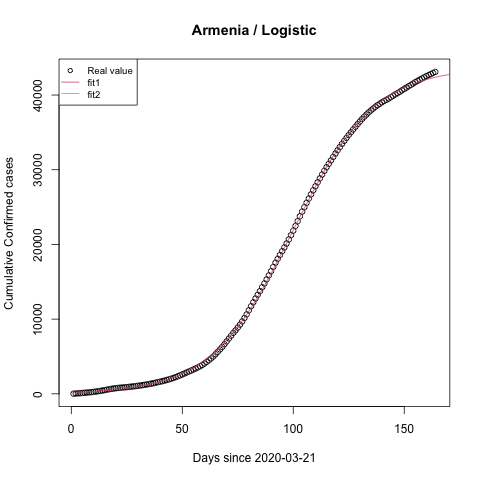 Armenia / Logistic
Real value
fit1
fit2
Cumulative Confirmed cases
0
10000
20000
30000
40000
0 50 100 150
Days since 2020-03-21